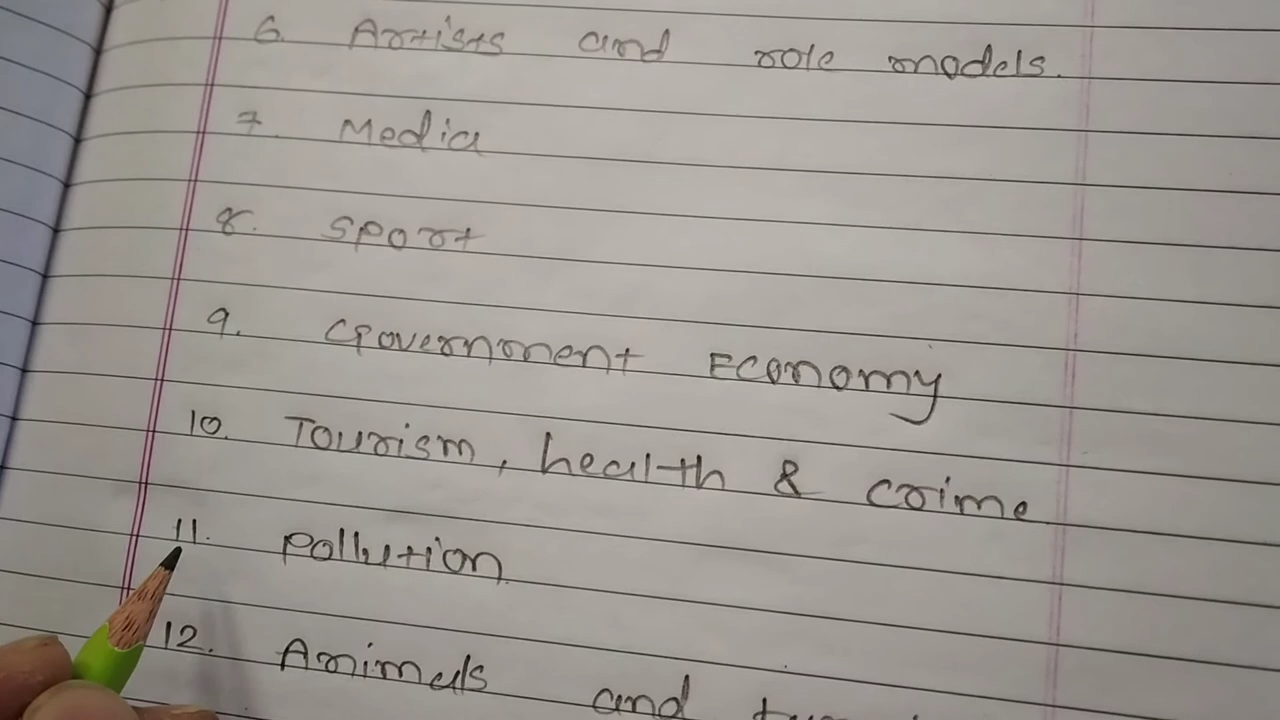 6. Artists and role models.
7. Media
8. Sport
9. Government Economy
10. Tourism, health & crime
11. Pollution
12. Animals and